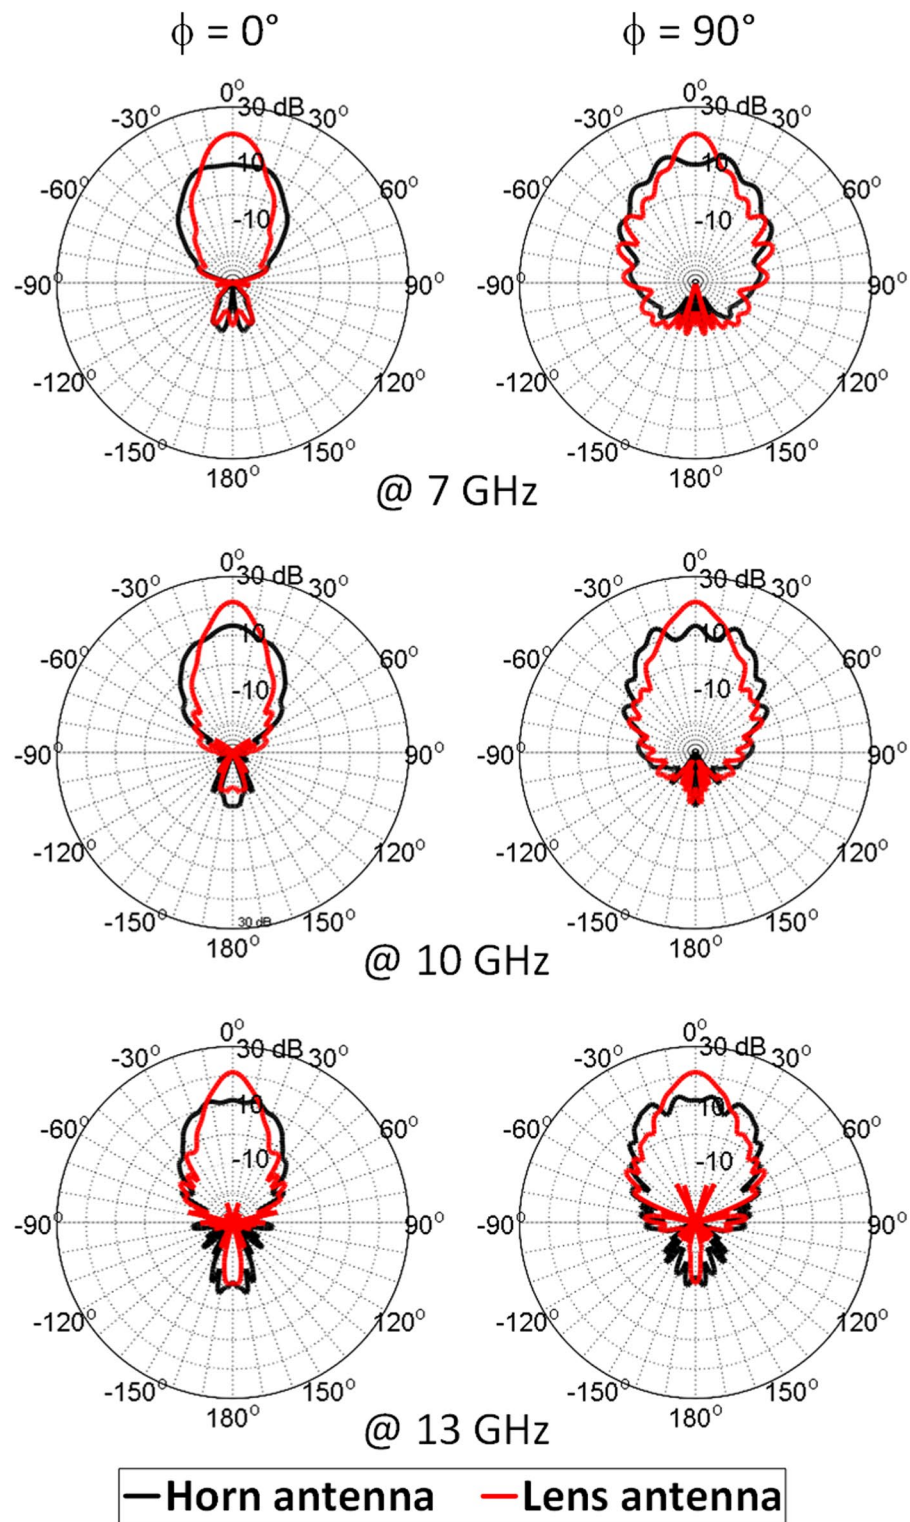 ϕ = 0° ϕ = 90°
0° 0°
30 dB 30 dB
-30° 30° -30° 30°
10 10
-60° 60° -60° 60°
-10 -10
-90° 90° -90° 90°
-120° 120° -120° 120°
-150° 150° -150° 150°
180° 180°
@ 7 GHz
0° 0°
30 dB 30 dB
-30° 30° -30° 30°
10 10
-60° 60° -60° 60°
-10 -10
-90° 90° -90° 90°
-120° 120° -120° 120°
-150° 30 dB 150° -150° 150°
180° 180°
@ 10 GHz
0° 0°
30 dB 30 dB
-30° 30° -30° 30°
10 10
-60° 60° -60° 60°
-10 -10
-90° 90° -90° 90°
-120° 120° -120° 120°
-150° 150° -150° 150°
180° 180°
@ 13 GHz
Horn antenna Lens antenna